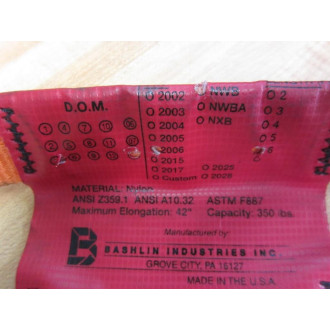 D.O.M.
O 2002
O 2003
O 2004
O 2005
2006
O 2015
O 2017
O Custom
O 2025
O 2026
O NWS
O NWBA
O NXB
O 2
O 3
O 4
O 5
6
MATERIAL: Nylon
ANSI Z359.1 ANSI A10.32 ASTM F887
Maximum Elongation: 42" Capacity: 350 lbs.
Manufactured by:
B
BASHLIN INDUSTRIES INC.
GROVE CITY, PA 16127
MADE IN THE U.S.A.